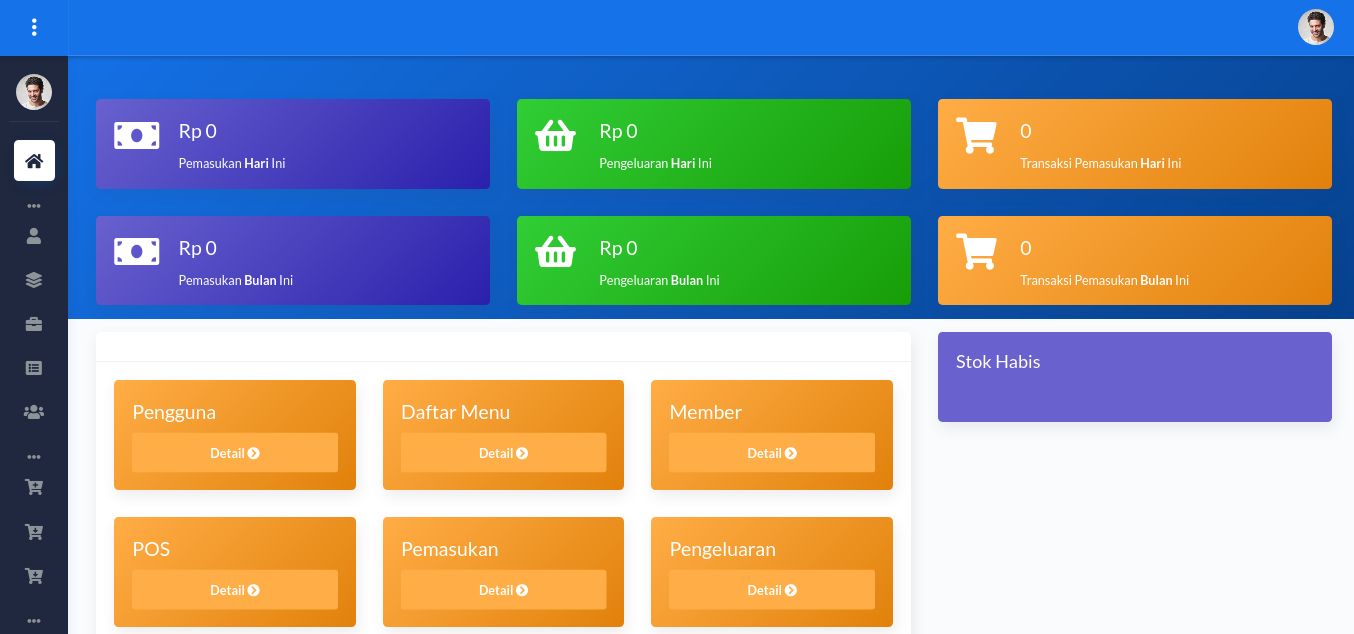 Rp 0
Pemasukan Hari Ini
Rp 0
Pengeluaran Hari Ini
0
Transaksi Pemasukan Hari Ini
Rp 0
Pemasukan Bulan Ini
Rp 0
Pengeluaran Bulan Ini
0
Transaksi Pemasukan Bulan Ini
Pengguna
Detail
Daftar Menu
Detail
Member
Detail
Stok Habis
POS
Detail
Pemasukan
Detail
Pengeluaran
Detail